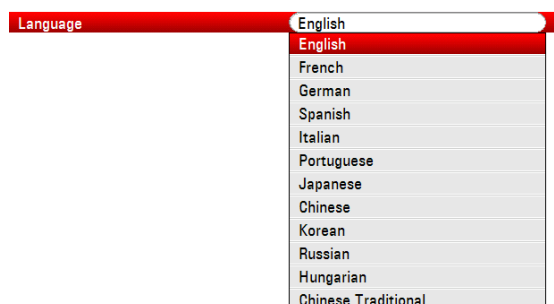 Language English
English
French
German
Spanish
Italian
Portuguese
Japanese
Chinese
Korean
Russian
Hungarian
Chinese Traditional